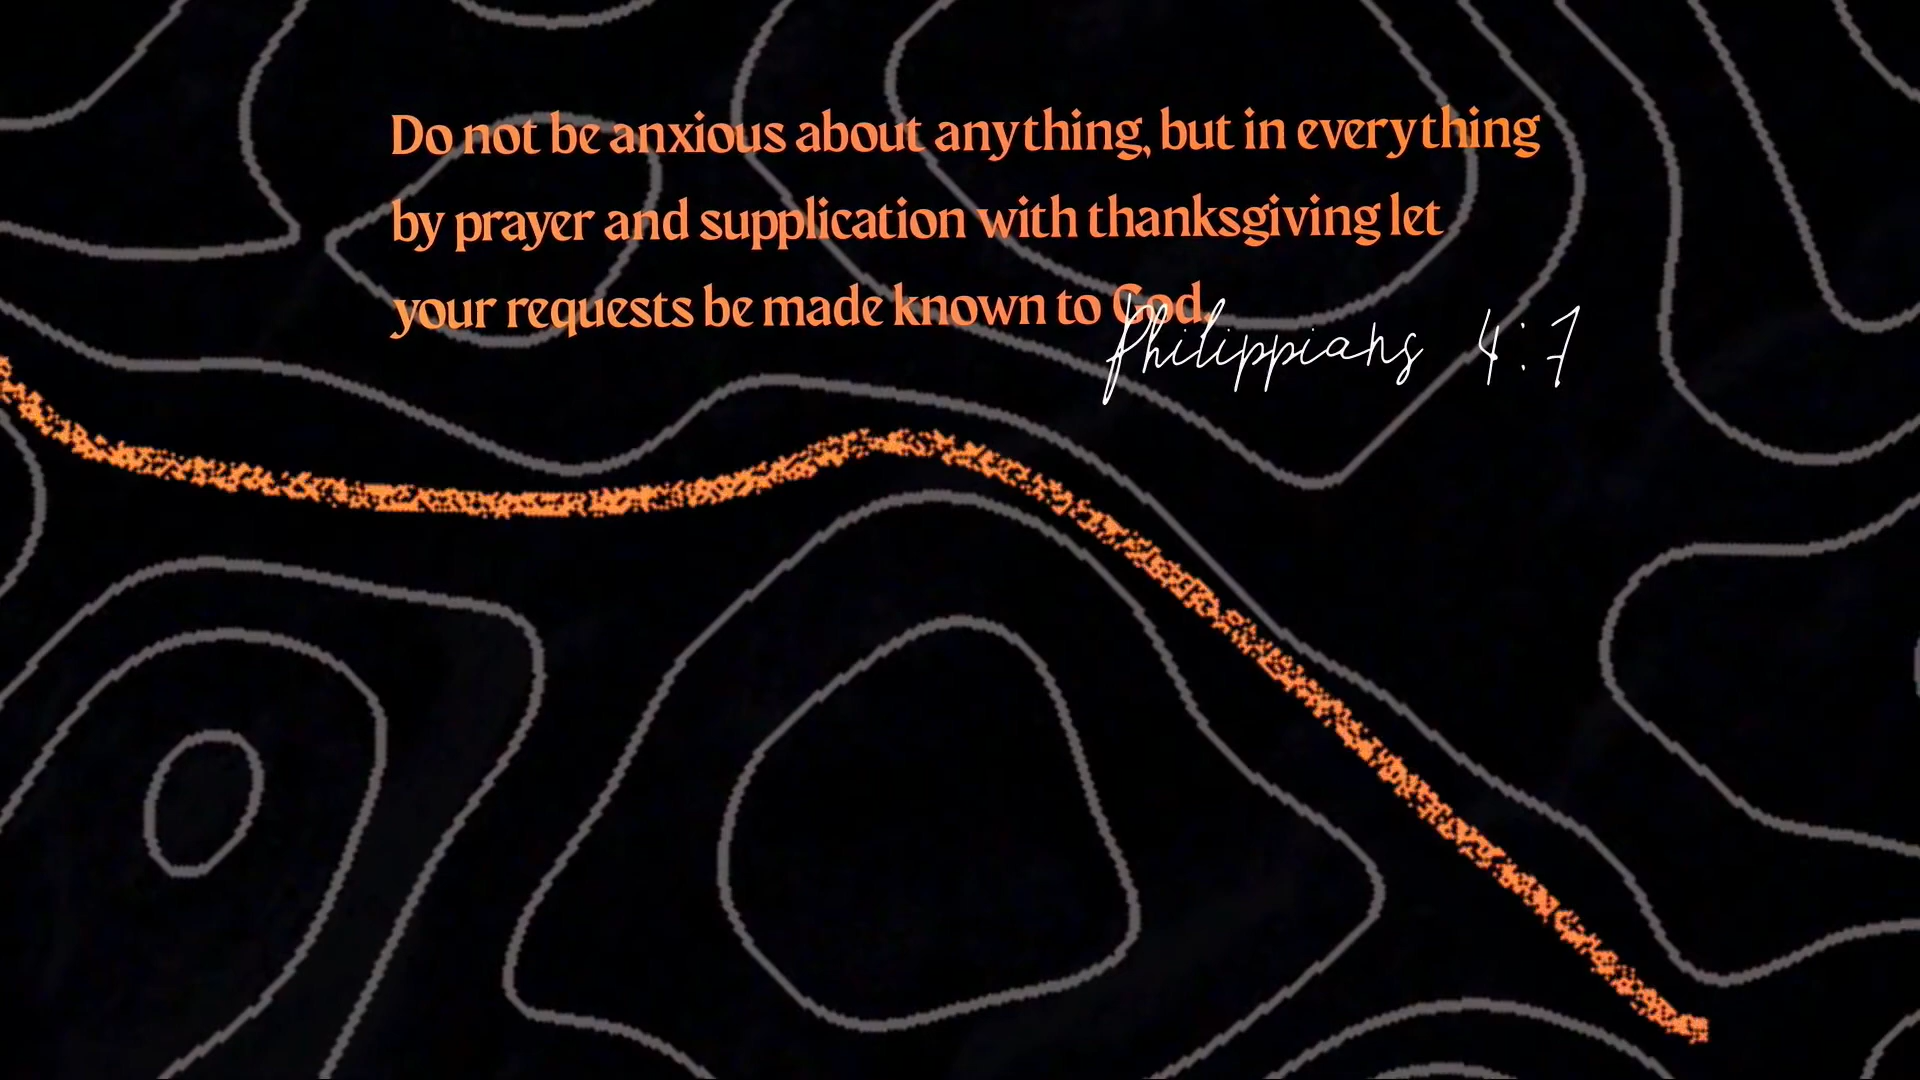 Do not be anxious about anything, but in everything
by prayer and supplication with thanksgiving let
your requests be made known to God.
Philippians 4:7